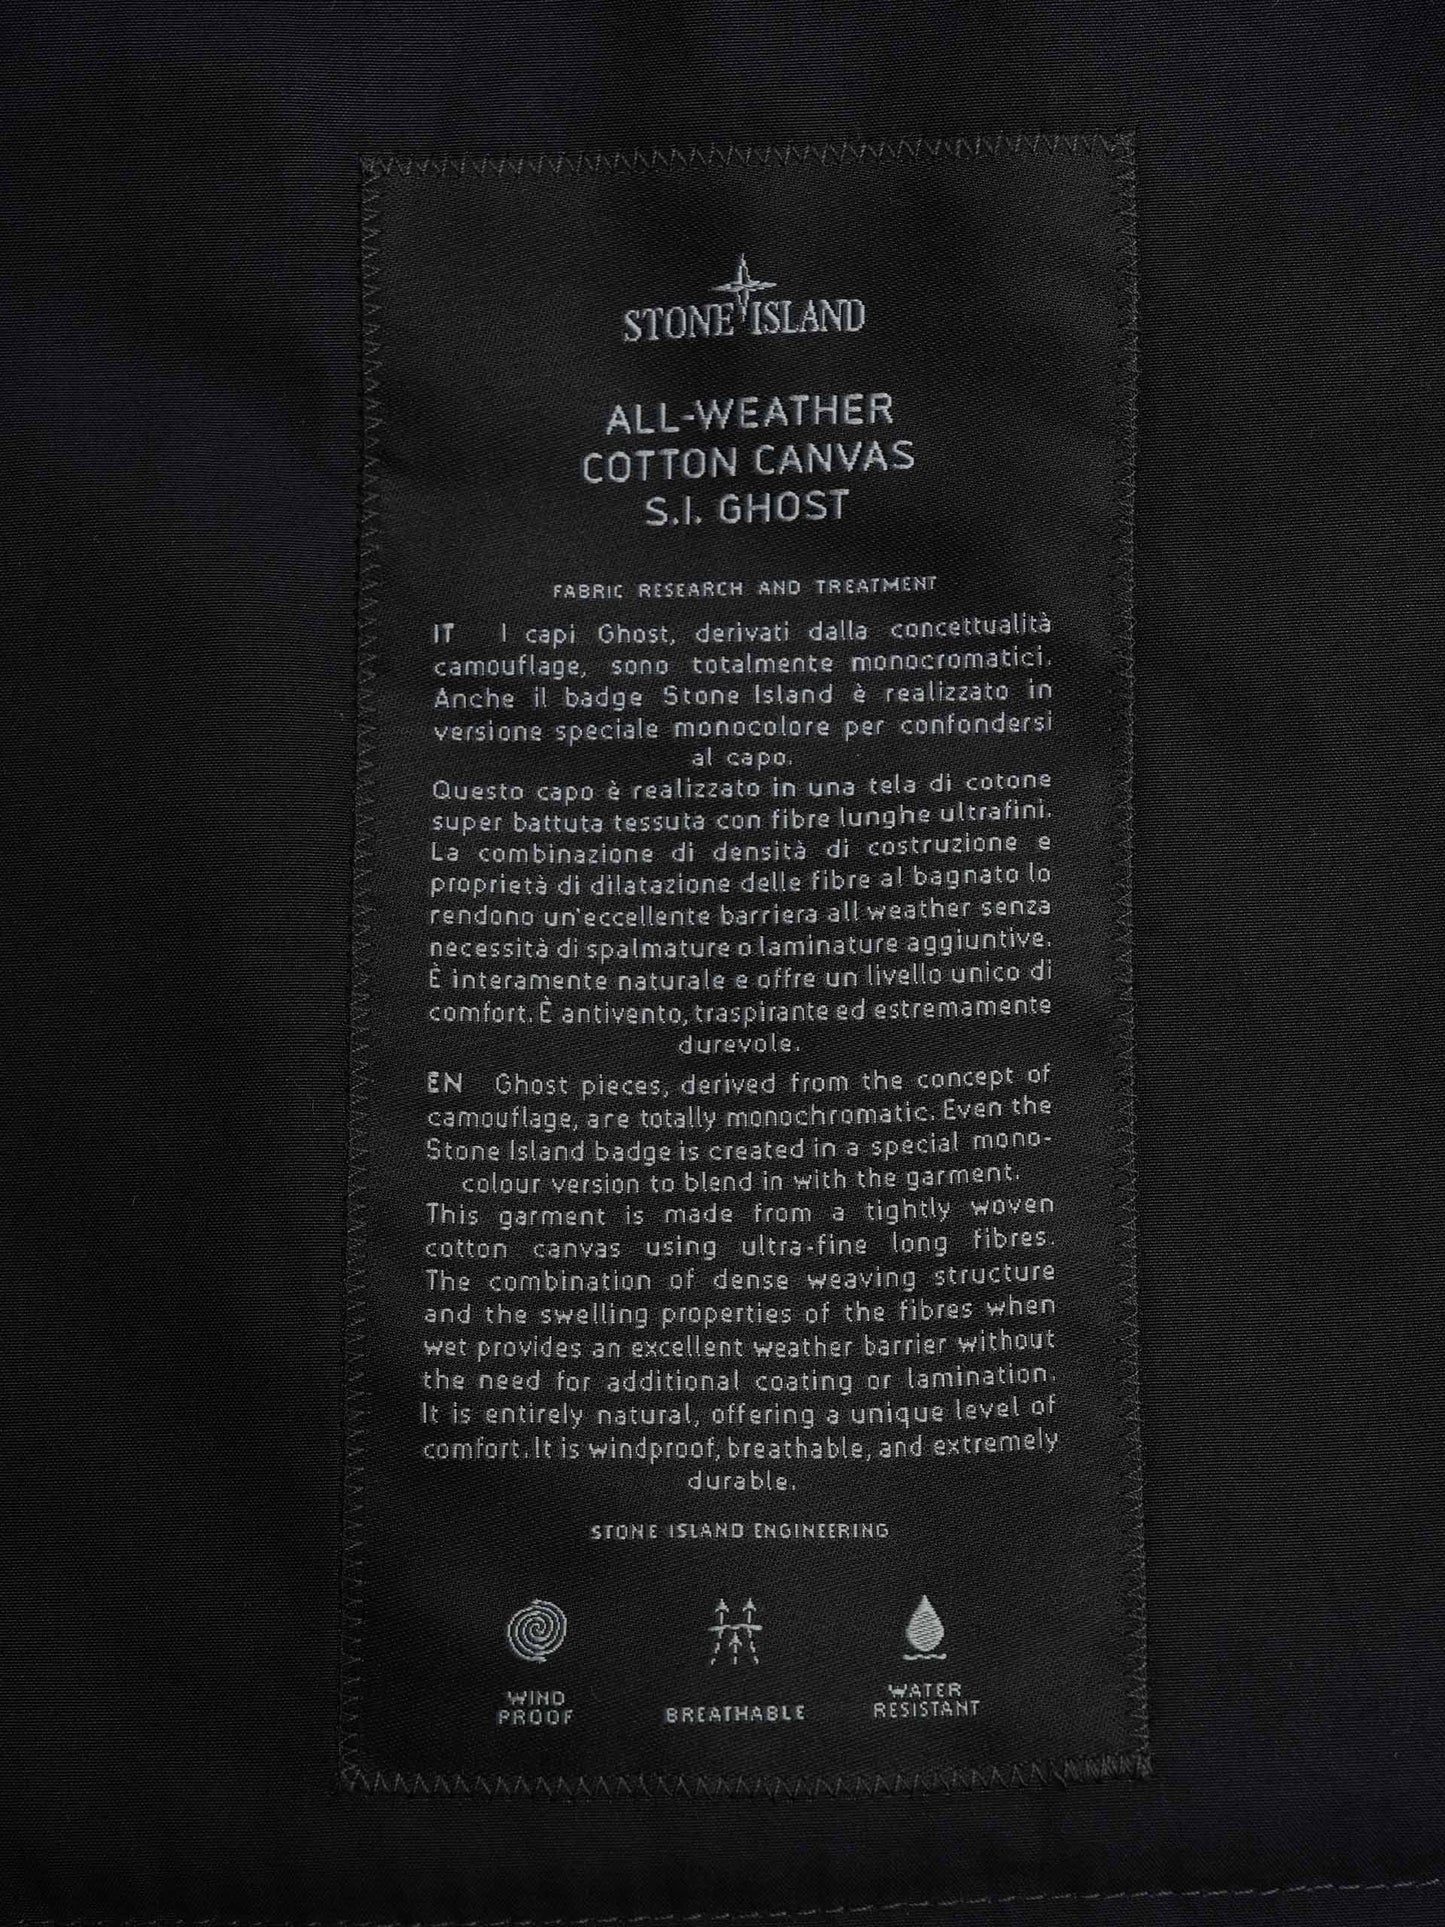 STONE ISLAND
ALL-WEATHER
COTTON CANVAS
S.I. GHOST
FABRIC RESEARCH AND TREATMENT
IT I capi Ghost, derivati dalla concettualità
camouflage, sono totalmente monocromatici.
Anche il badge Stone Island è realizzato in
versione speciale monocolore per confondersi
al capo.
Questo capo è realizzato in una tela di cotone
super battuta tessuta con fibre lunghe ultrafini.
La combinazione di densità di costruzione e
proprietà di dilatazione delle fibre al bagnato lo
rendono un'eccellente barriera all weather senza
necessità di spalmature o laminature aggiuntive.
È interamente naturale e offre un livello unico di
comfort. È antivento, traspirante ed estremamente
durevole.
EN Ghost pieces, derived from the concept of
camouflage, are totally monochromatic. Even the
Stone Island badge is created in a special mono-
colour version to blend in with the garment.
This garment is made from a tightly woven
cotton canvas using ultra-fine long fibres.
The combination of dense weaving structure
and the swelling properties of the fibres when
wet provides an excellent weather barrier without
the need for additional coating or lamination.
It is entirely natural, offering a unique level of
comfort. It is windproof, breathable, and extremely
durable.
STONE ISLAND ENGINEERING
WIND
PROOF
BREATHABLE
WATER
RESISTANT